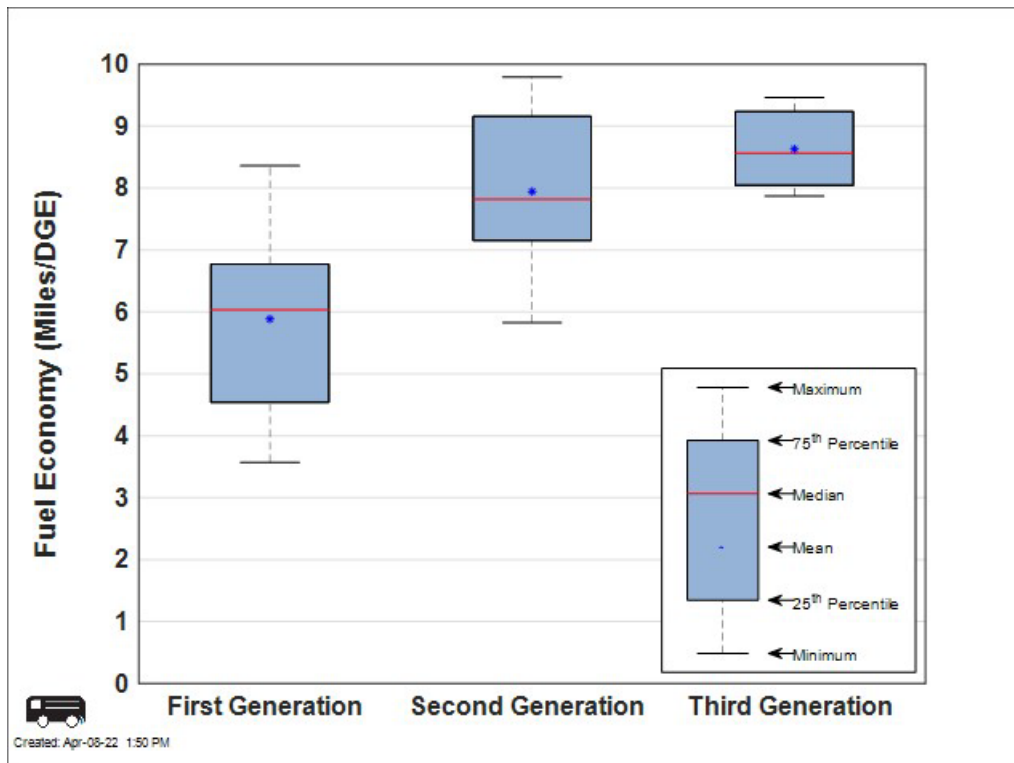 Fuel Economy (Miles/DGE)
10
9
8
7
6
5
4
3
2
1
0
Maximum
75th Percentile
Median
Mean
25th Percentile
Minimum
First Generation
Second Generation
Third Generation
Created: Apr-08-22 1:50 PM